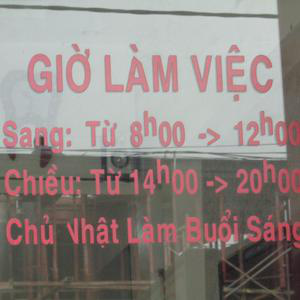 GIỜ LÀM VIỆC
Sang: Từ 8h00 -> 12h00
Chiều: Từ 14h00 -> 20h00
Chủ Nhật Làm Buổi Sáng